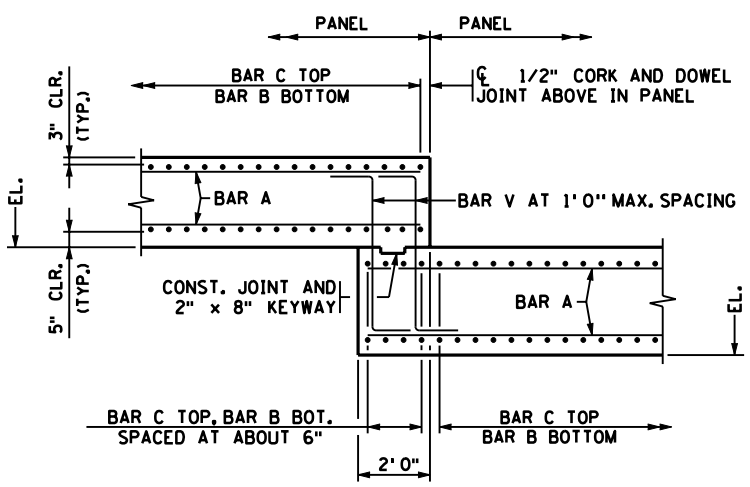 PANEL
PANEL
BAR C TOP
BAR B BOTTOM
℄ 1/2" CORK AND DOWEL
JOINT ABOVE IN PANEL
3" CLR.
(TYP.)
EL.
BAR A
BAR V AT 1'0" MAX. SPACING
5" CLR.
(TYP.)
CONST. JOINT AND
2" x 8" KEYWAY
BAR A
EL.
BAR C TOP, BAR B BOT.
SPACED AT ABOUT 6"
BAR C TOP
BAR B BOTTOM
2'0"